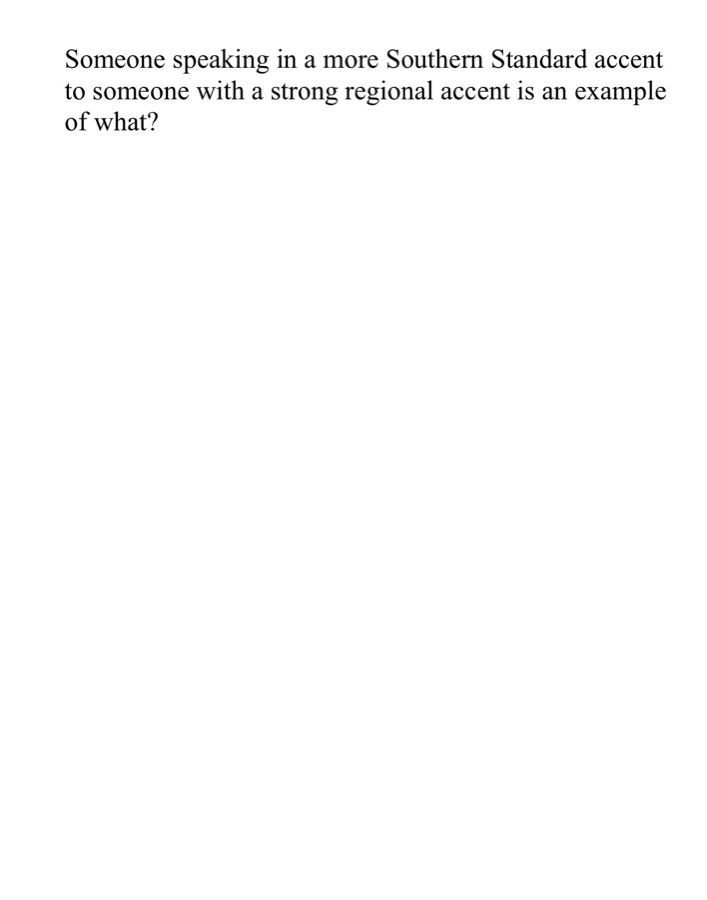 Someone speaking in a more Southern Standard accent
to someone with a strong regional accent is an example
of what?